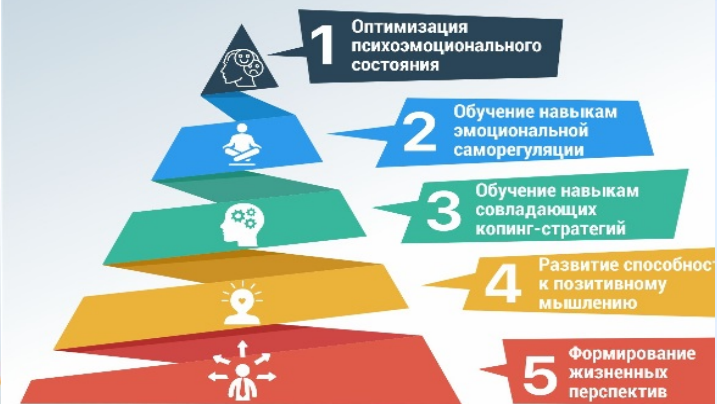 1
Оптимизация
психоэмоционального
состояния
2
Обучение навыкам
эмоциональной
саморегуляции
3
Обучение навыкам
совладающих
копинг-стратегий
4
Развитие
к позитивному
мышлению
5
Формирование
жизненных
перспектив